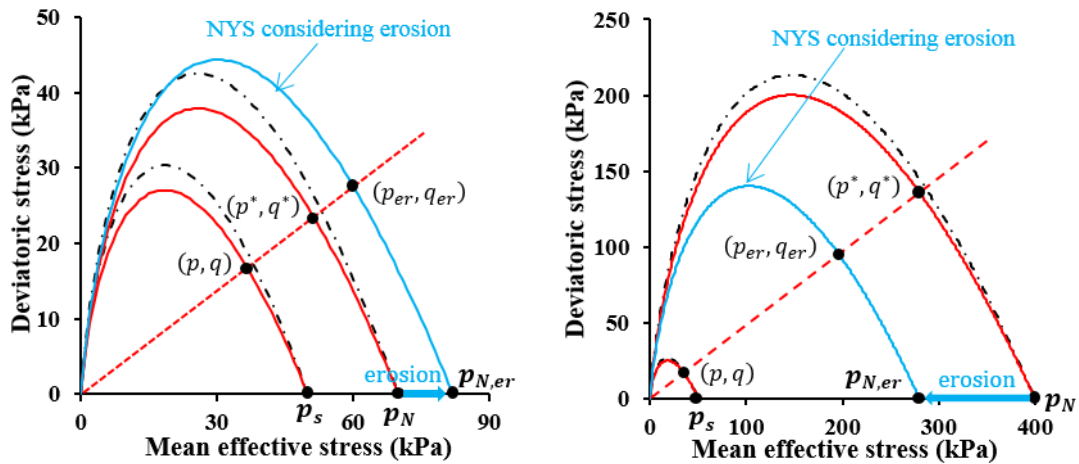 50
40
30
20
10
0
Deviatoric stress (kPa)
NYS considering erosion
(p*, q*)
(p_er, q_er)
(p, q)
erosion
p_N,er
p_s
p_N
0
30
60
90
Mean effective stress (kPa)
250
200
150
100
50
0
Deviatoric stress (kPa)
NYS considering erosion
(p*, q*)
(p_er, q_er)
(p, q)
p_N,er
erosion
p_s
p_N
0
100
200
300
400
Mean effective stress (kPa)